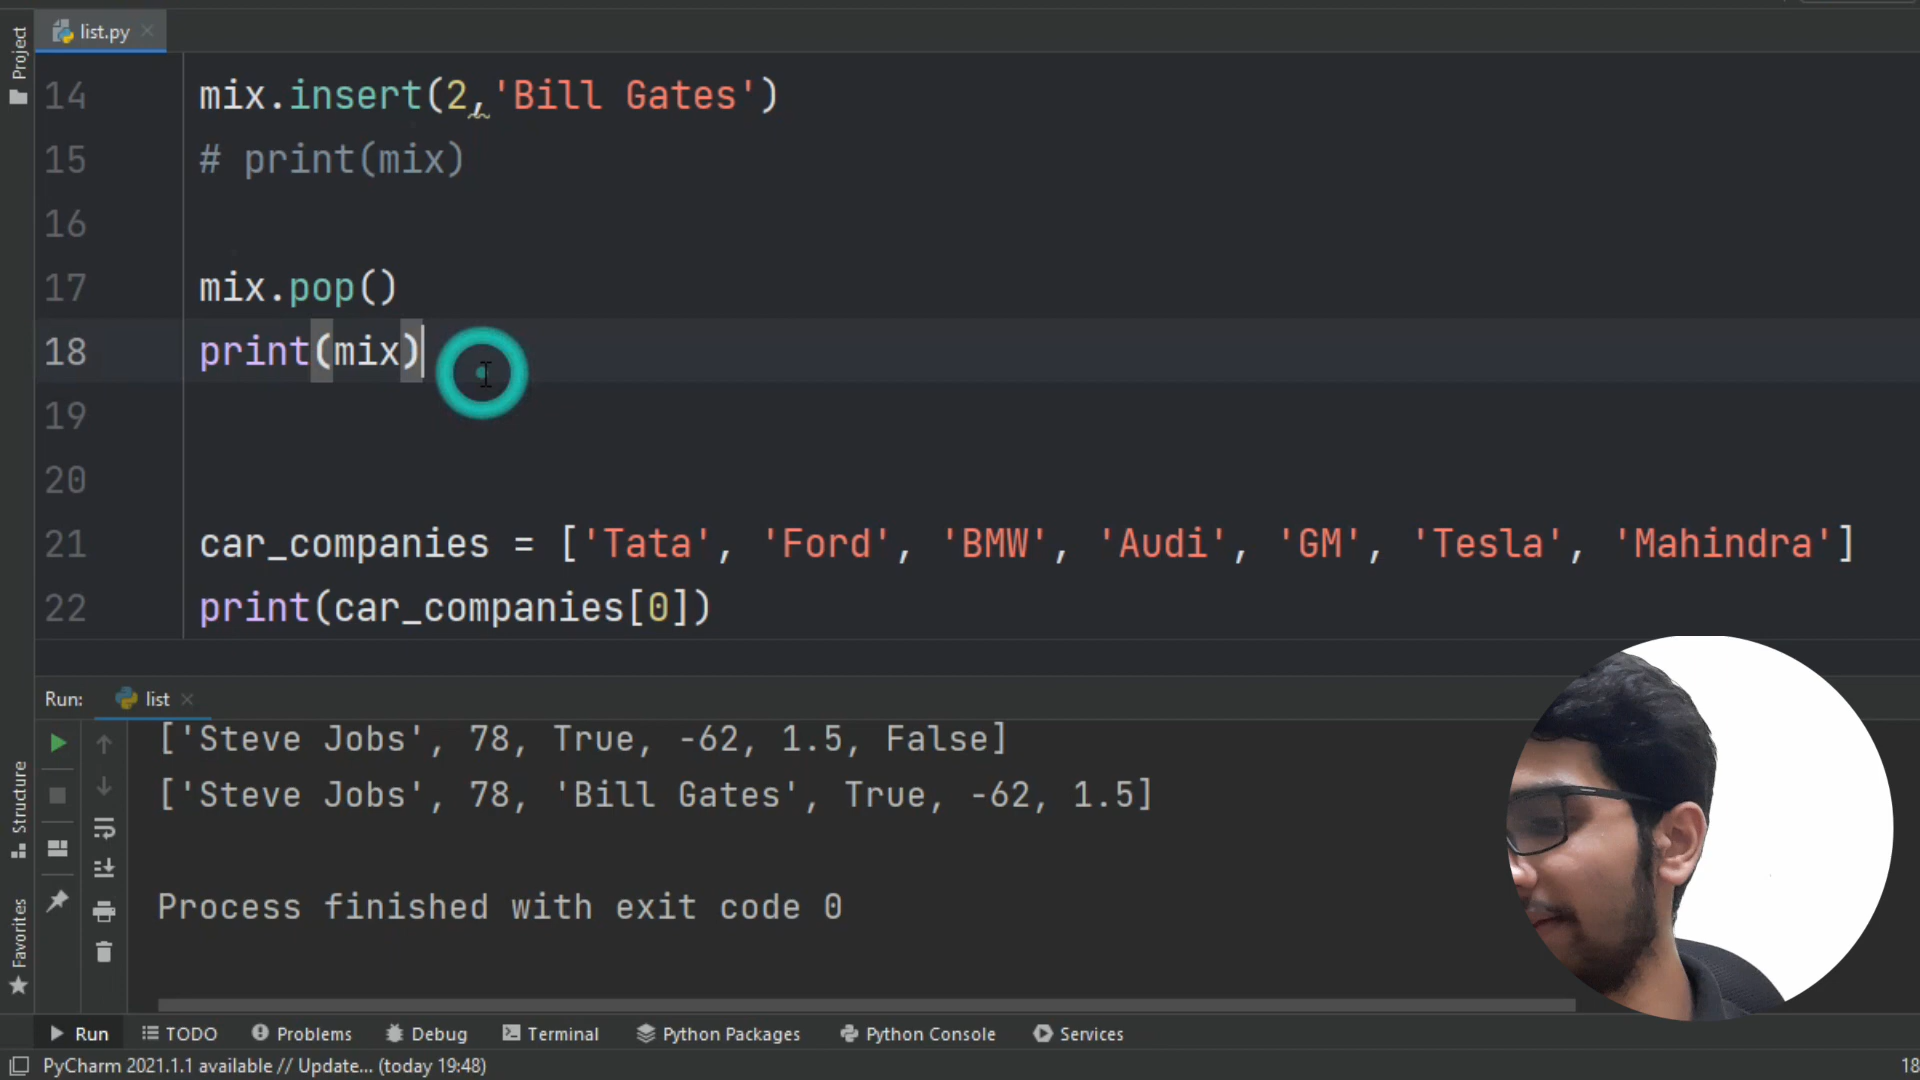 Project
list.py
14 mix.insert(2,'Bill Gates')
15 # print(mix)
16
17 mix.pop()
18 print(mix)
19
20
21 car_companies = ['Tata', 'Ford', 'BMW', 'Audi', 'GM', 'Tesla', 'Mahindra']
22 print(car_companies[0])
Run: list
['Steve Jobs', 78, True, -62, 1.5, False]
['Steve Jobs', 78, 'Bill Gates', True, -62, 1.5]
Process finished with exit code 0
Structure
Favorites
Run TODO Problems Debug Terminal Python Packages Python Console Services
PyCharm 2021.1.1 available // Update... (today 19:48) 18